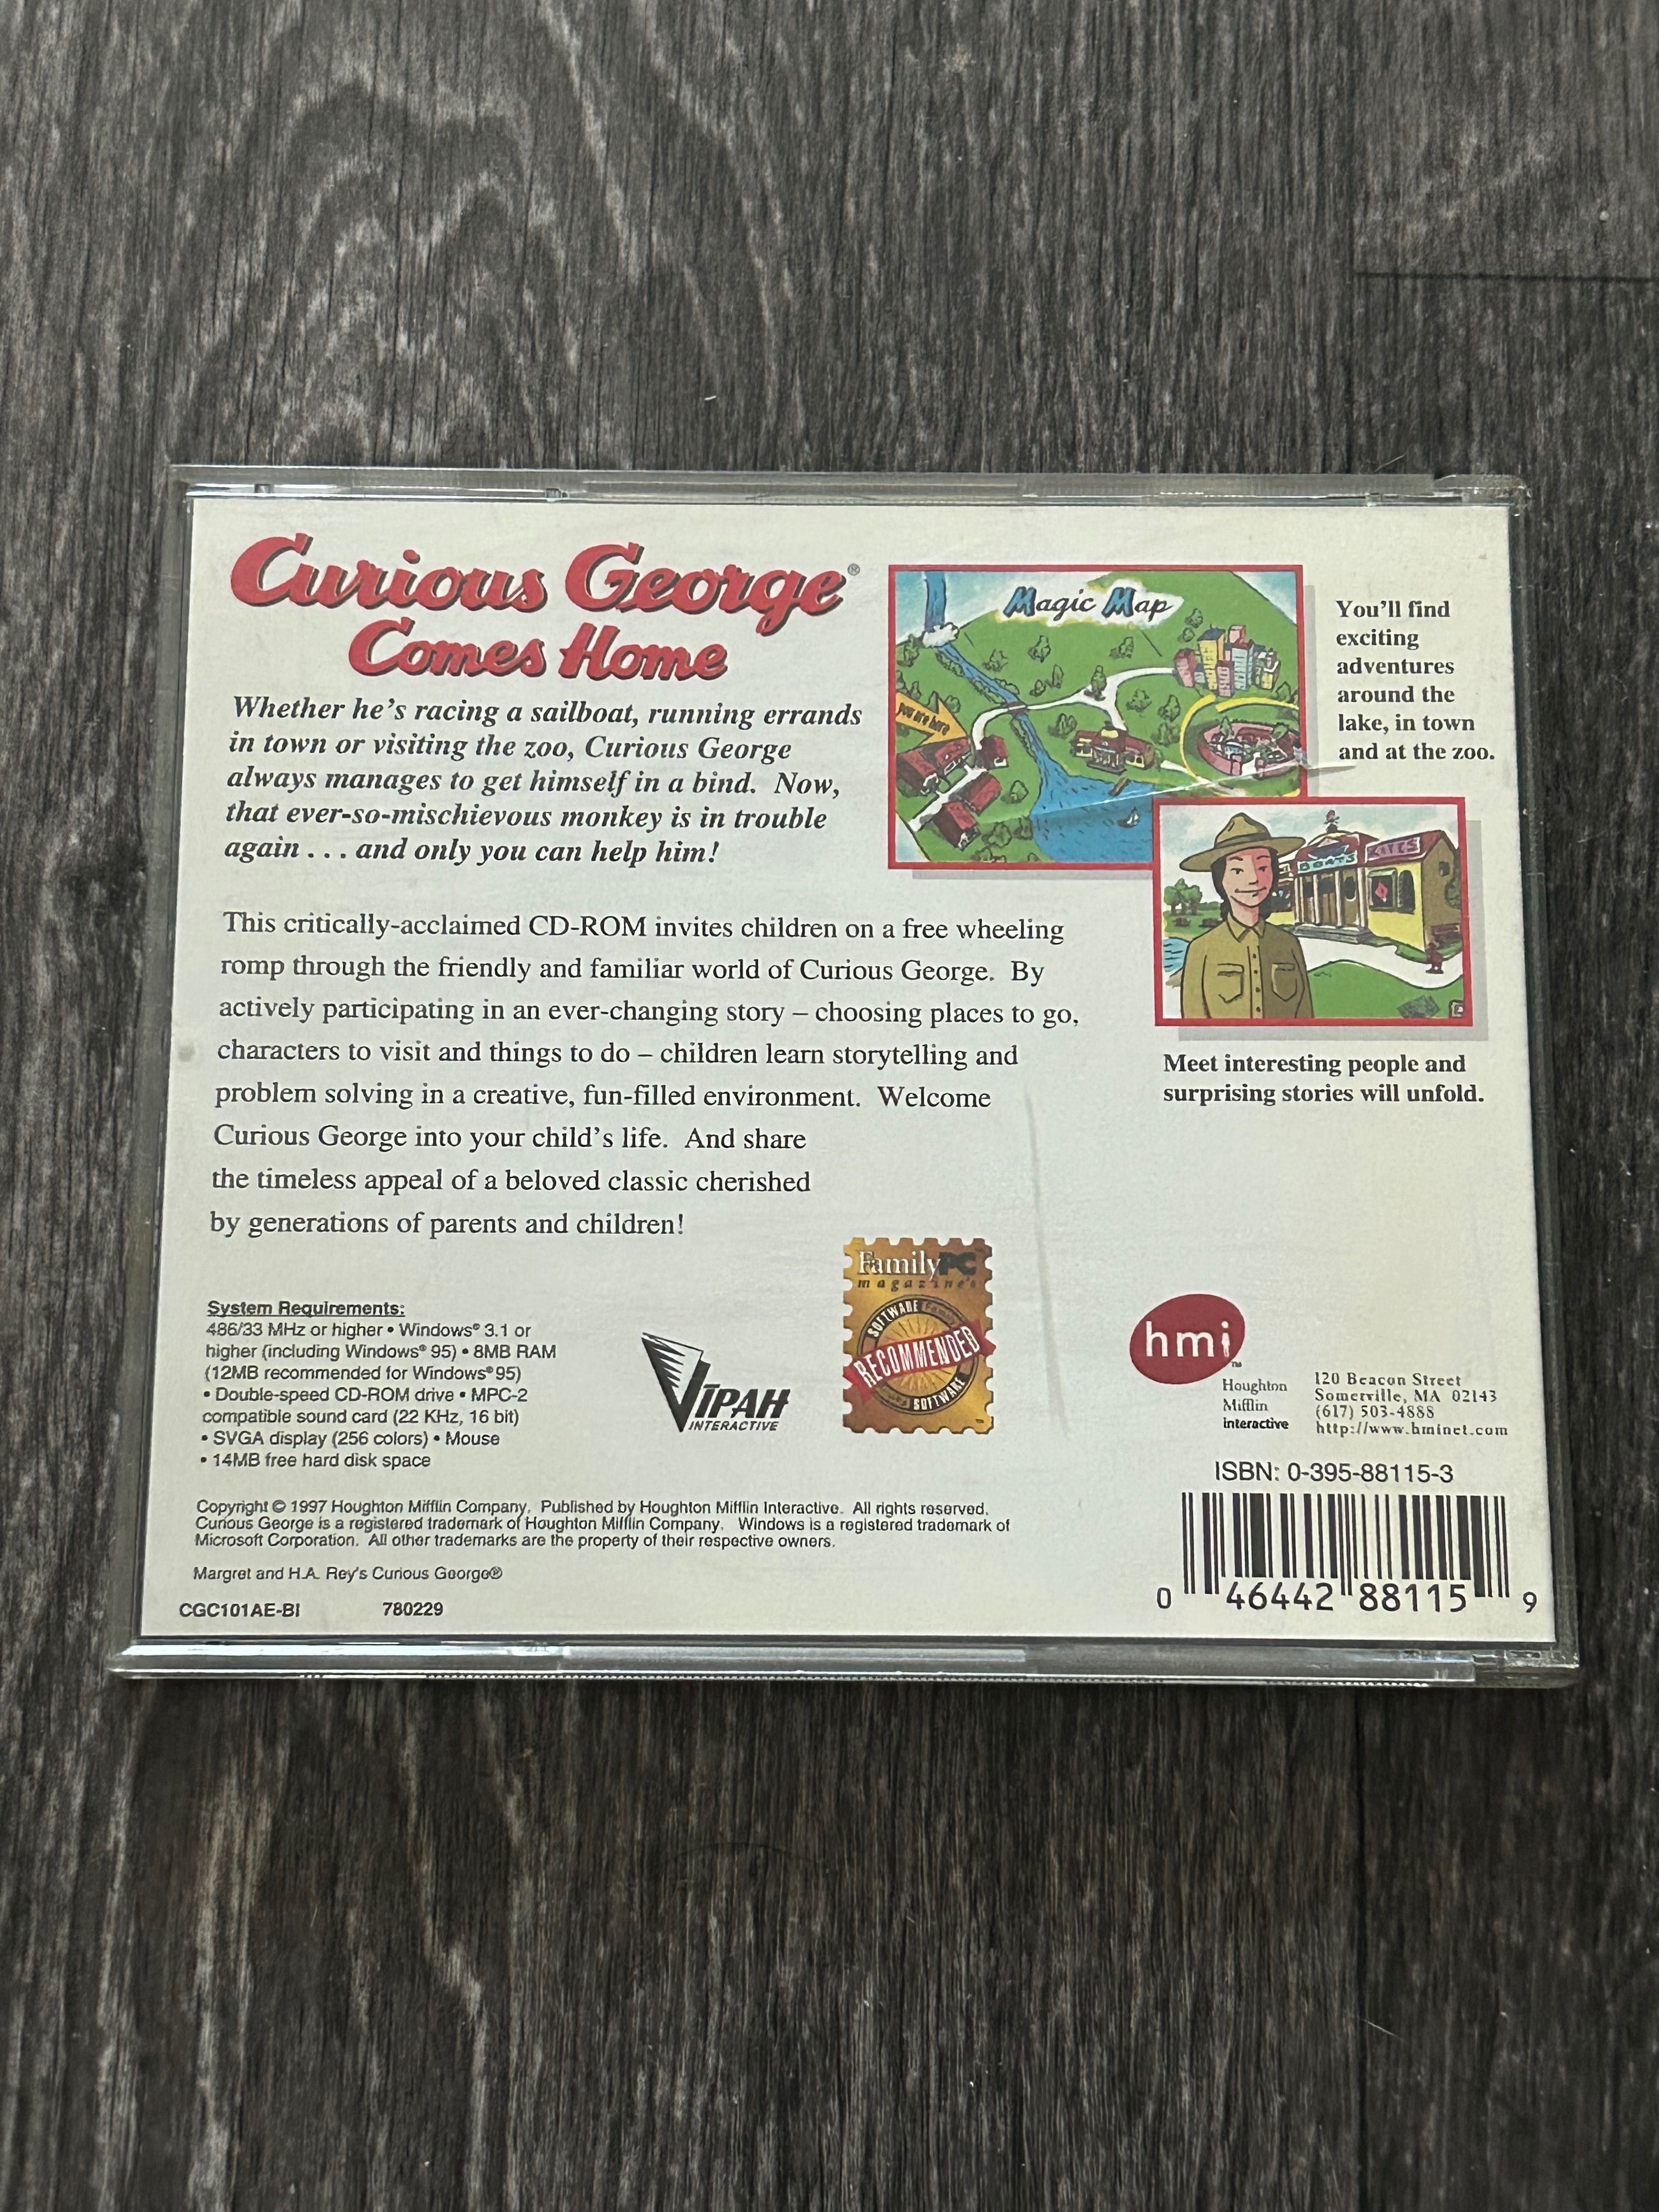 Curious George®
Comes Home
Whether he's racing a sailboat, running errands
in town or visiting the zoo, Curious George
always manages to get himself in a bind. Now,
that ever-so-mischievous monkey is in trouble
again . . . and only you can help him!
Magic Map
you are here
You'll find
exciting
adventures
around the
lake, in town
and at the zoo.
BOATS
KITES
Meet interesting people and
surprising stories will unfold.
This critically-acclaimed CD-ROM invites children on a free wheeling
romp through the friendly and familiar world of Curious George. By
actively participating in an ever-changing story – choosing places to go,
characters to visit and things to do – children learn storytelling and
problem solving in a creative, fun-filled environment. Welcome
Curious George into your child's life. And share
the timeless appeal of a beloved classic cherished
by generations of parents and children!
System Requirements:
486/33 MHz or higher • Windows® 3.1 or
higher (including Windows® 95) • 8MB RAM
(12MB recommended for Windows® 95)
• Double-speed CD-ROM drive • MPC-2
compatible sound card (22 KHz, 16 bit)
• SVGA display (256 colors) • Mouse
• 14MB free hard disk space
VIPAH
INTERACTIVE
FamilyPC
magazine's
SOFTWARE
RECOMMENDED
SOFTWARE
hmi™
Houghton
Mifflin
interactive
120 Beacon Street
Somerville, MA 02143
(617) 503-4888
http://www.hminet.com
ISBN: 0-395-88115-3
0 46442 88115 9
Copyright © 1997 Houghton Mifflin Company. Published by Houghton Mifflin Interactive. All rights reserved.
Curious George is a registered trademark of Houghton Mifflin Company. Windows is a registered trademark of
Microsoft Corporation. All other trademarks are the property of their respective owners.
Margret and H.A. Rey's Curious George®
CGC101AE-BI 780229